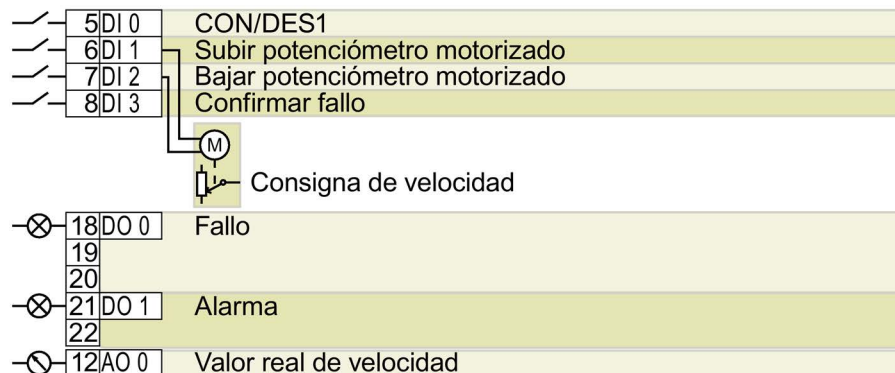 5 DI 0 CON/DES1
6 DI 1 Subir potenciómetro motorizado
7 DI 2 Bajar potenciómetro motorizado
8 DI 3 Confirmar fallo
M
Consigna de velocidad
18 DO 0 Fallo
19
20
21 DO 1 Alarma
22
12 AO 0 Valor real de velocidad